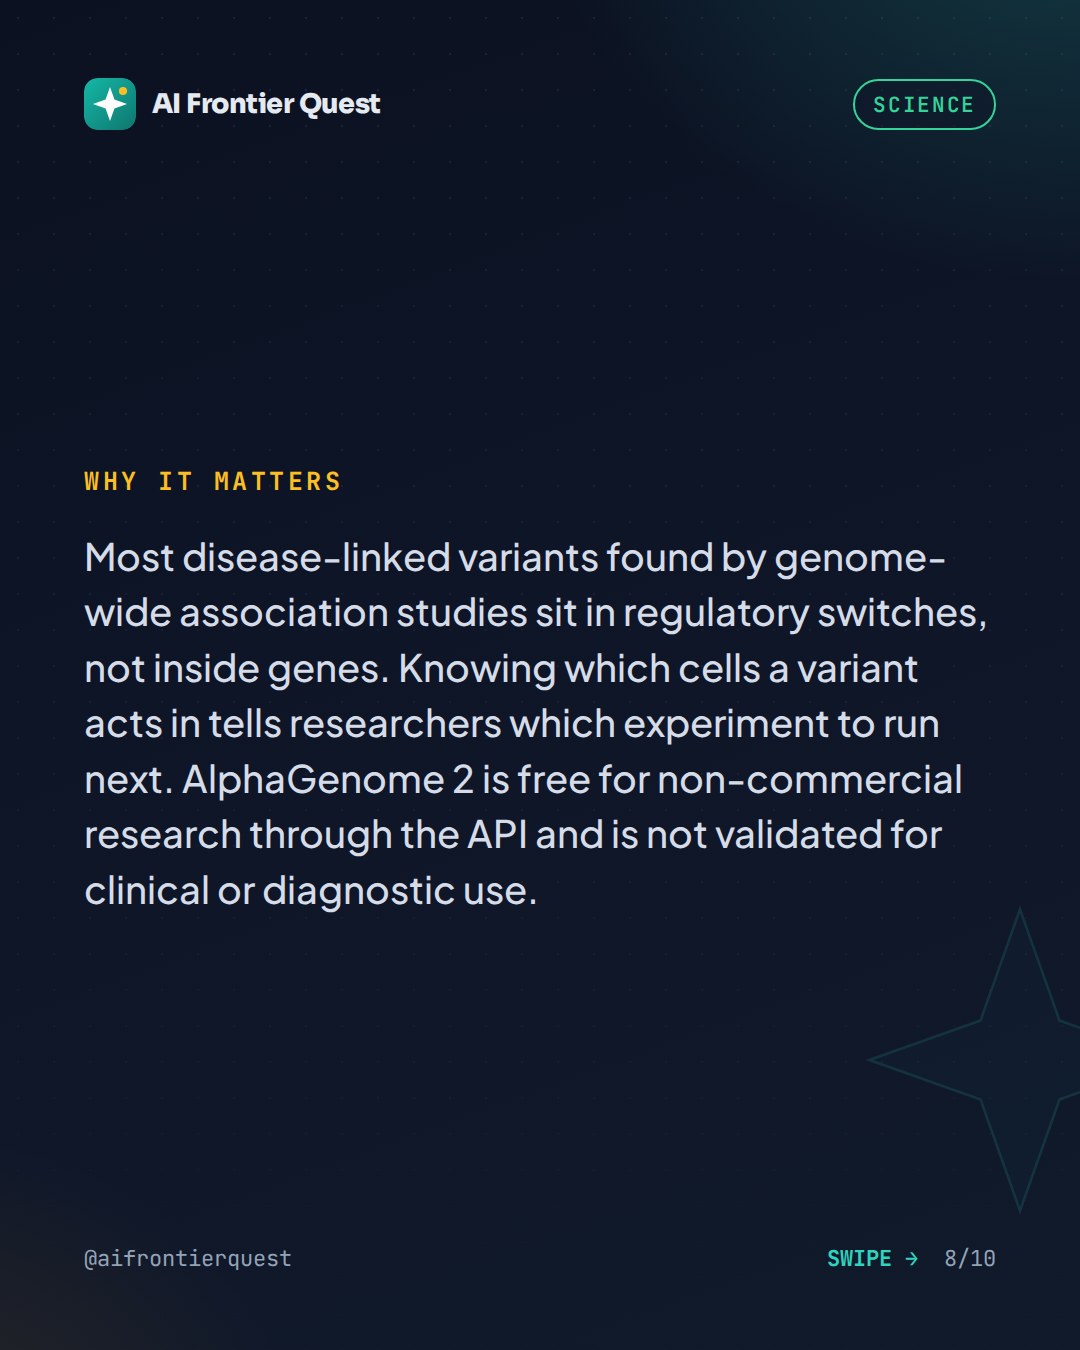 AI Frontier Quest
SCIENCE
WHY IT MATTERS
Most disease-linked variants found by genome-
wide association studies sit in regulatory switches,
not inside genes. Knowing which cells a variant
acts in tells researchers which experiment to run
next. AlphaGenome 2 is free for non-commercial
research through the API and is not validated for
clinical or diagnostic use.
@aifrontierquest
SWIPE → 8/10